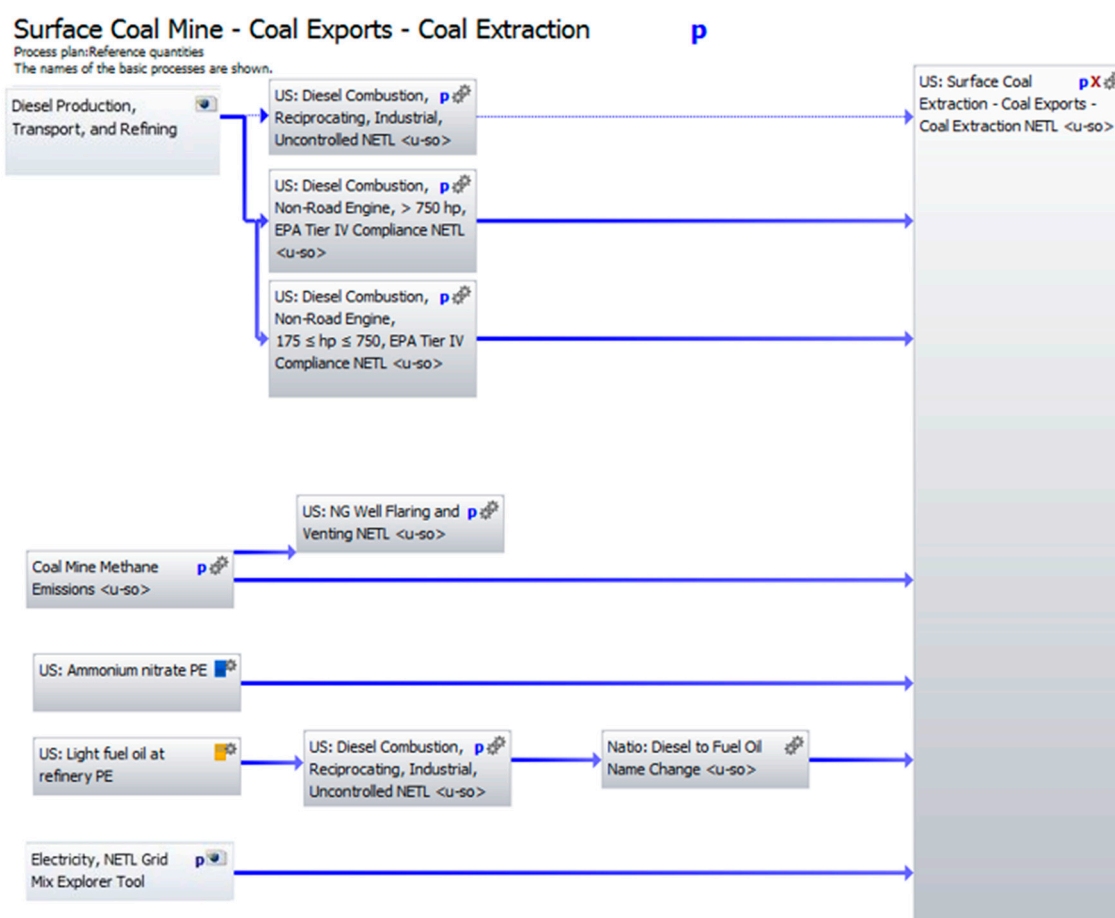 Surface Coal Mine - Coal Exports - Coal Extraction p
Process plan:Reference quantities
The names of the basic processes are shown.
Diesel Production,
Transport, and Refining
US: Diesel Combustion, p
Reciprocating, Industrial,
Uncontrolled NETL <u-so>
US: Surface Coal pX
Extraction - Coal Exports -
Coal Extraction NETL <u-so>
US: Diesel Combustion, p
Non-Road Engine, > 750 hp,
EPA Tier IV Compliance NETL
<u-so>
US: Diesel Combustion, p
Non-Road Engine,
175 ≤ hp ≤ 750, EPA Tier IV
Compliance NETL <u-so>
US: NG Well Flaring and p
Venting NETL <u-so>
Coal Mine Methane p
Emissions <u-so>
US: Ammonium nitrate PE
US: Light fuel oil at
refinery PE
US: Diesel Combustion, p
Reciprocating, Industrial,
Uncontrolled NETL <u-so>
Natio: Diesel to Fuel Oil
Name Change <u-so>
Electricity, NETL Grid p
Mix Explorer Tool